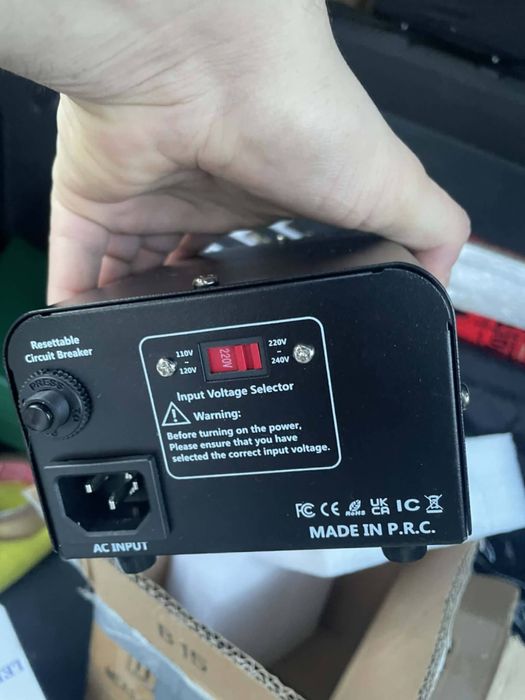 Resettable
Circuit Breaker
PRESS
110V
-
120V
220V
220V
-
240V
Input Voltage Selector
Warning:
Before turning on the power,
Please ensure that you have
selected the correct input voltage.
AC INPUT
FC CE RoHS UK CA IC
MADE IN P.R.C.